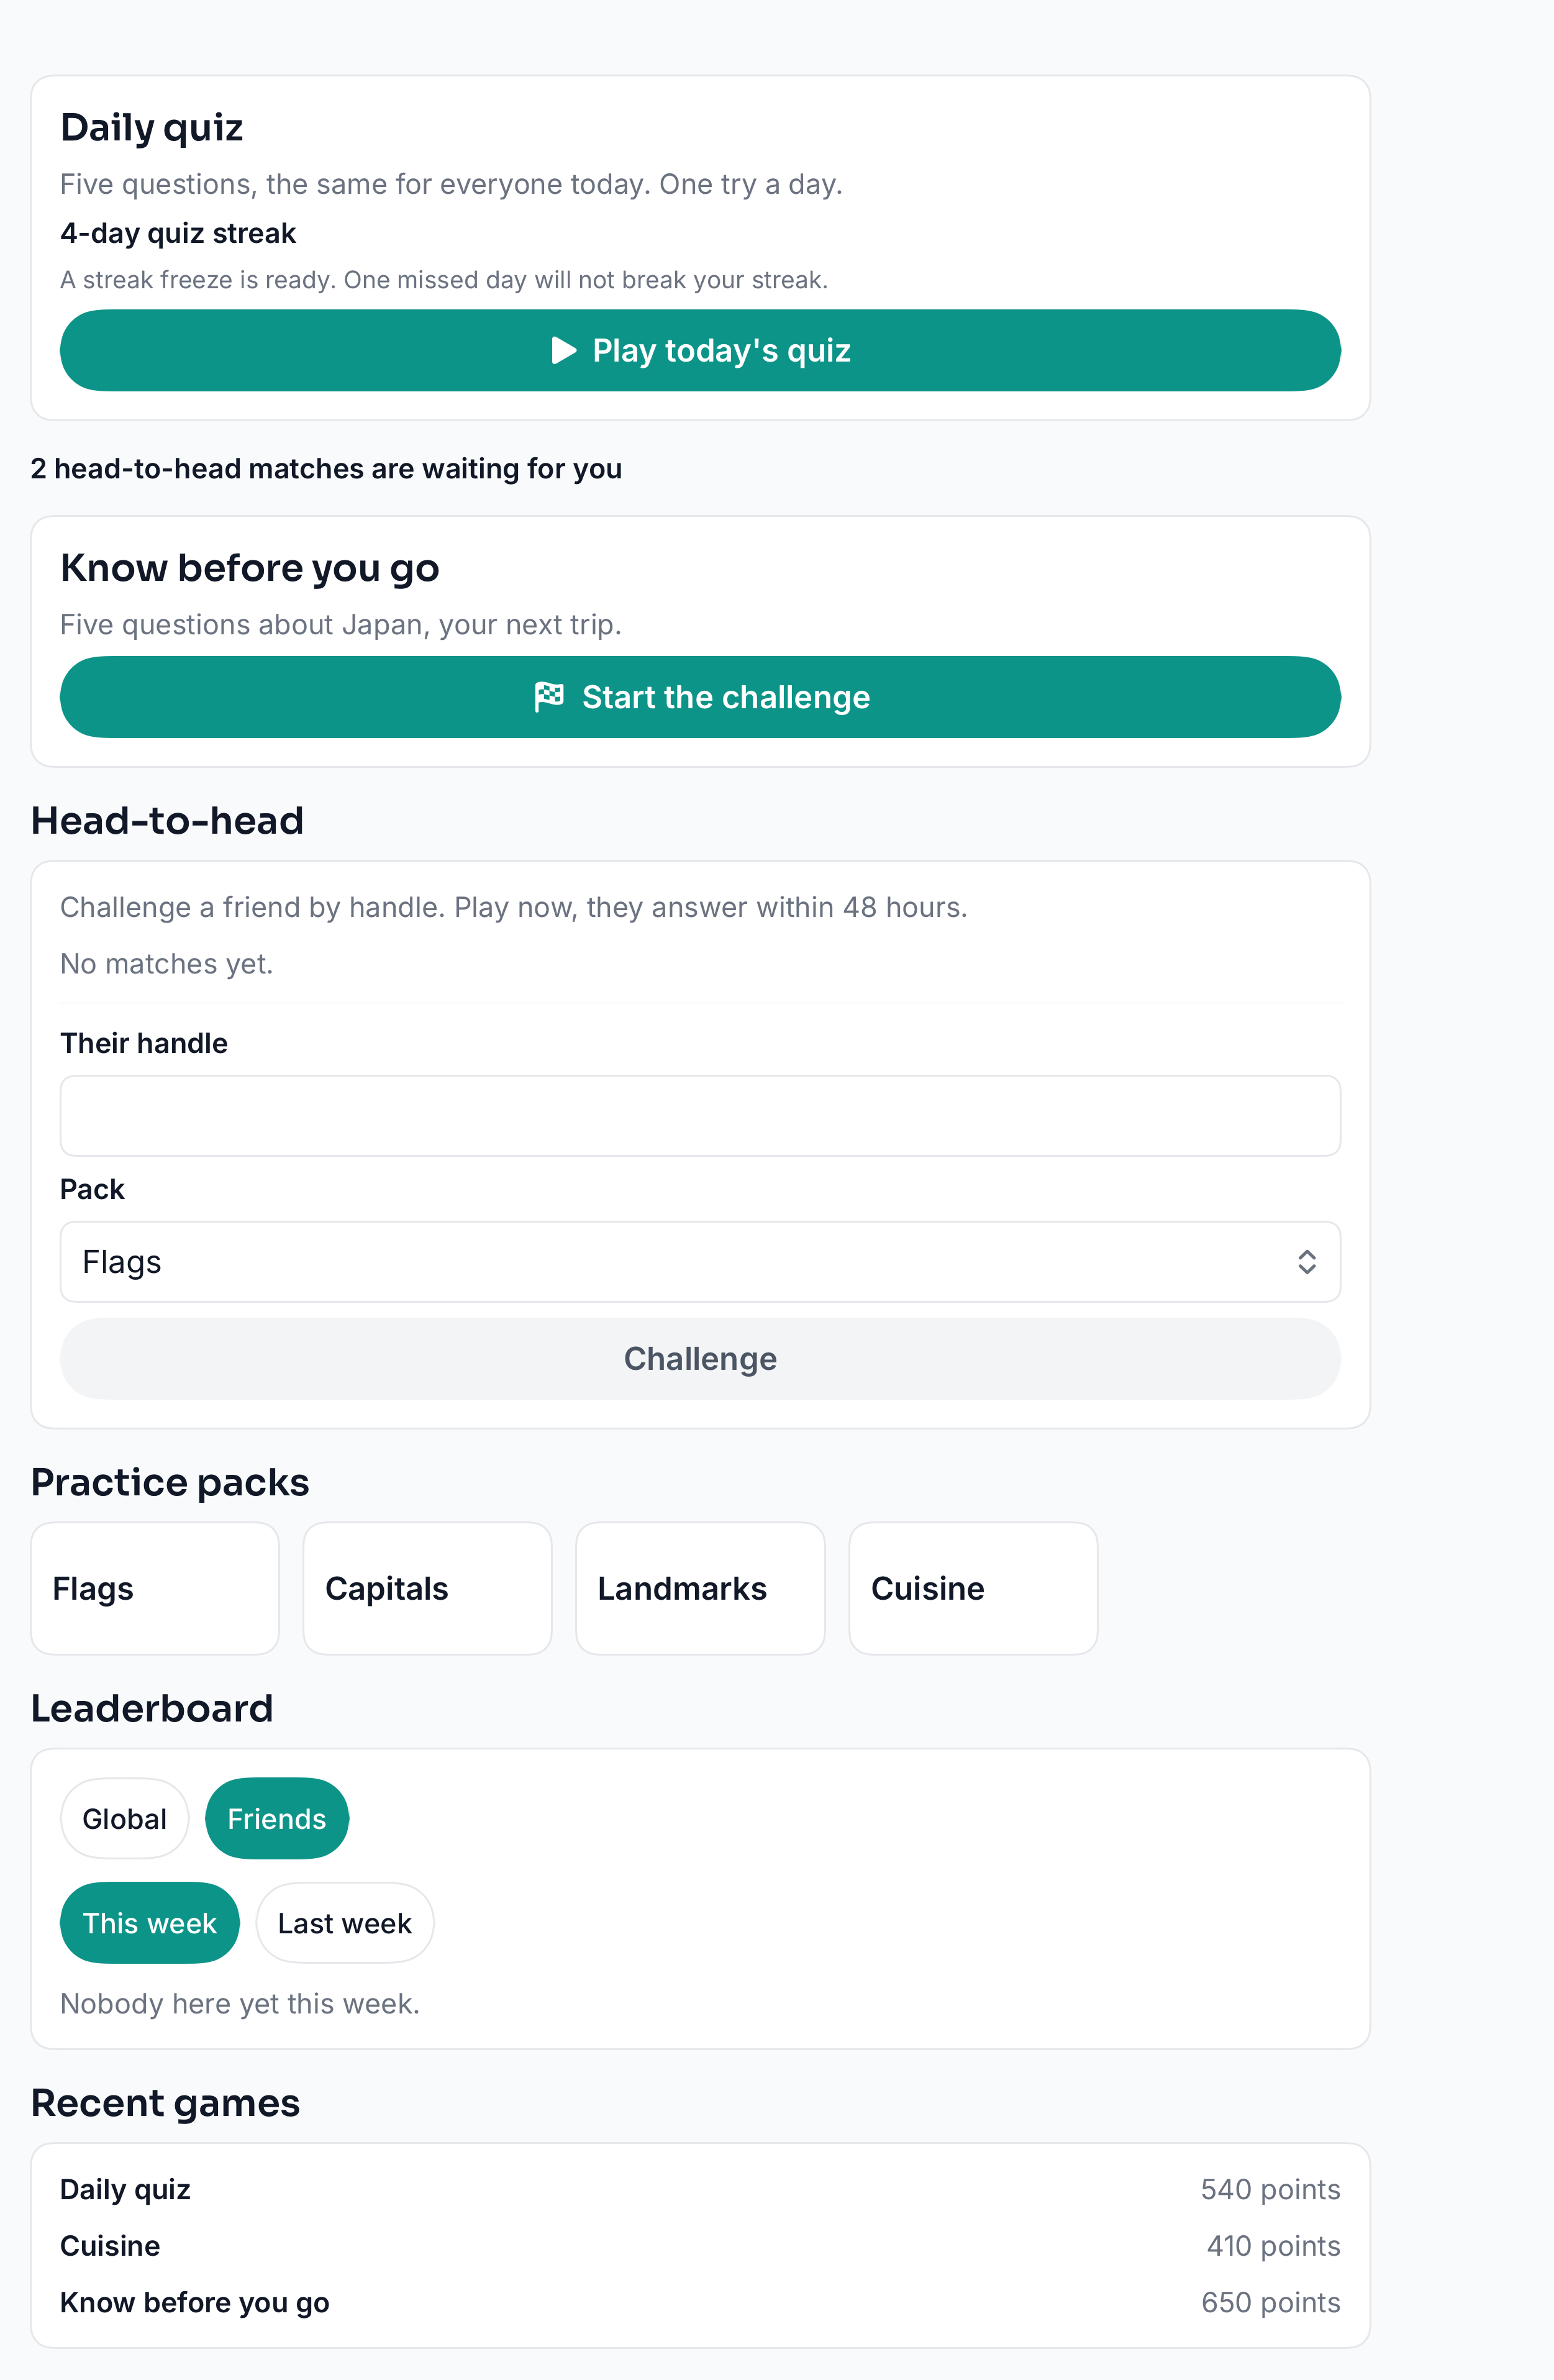 Daily quiz
Five questions, the same for everyone today. One try a day.
4-day quiz streak
A streak freeze is ready. One missed day will not break your streak.
Play today's quiz
2 head-to-head matches are waiting for you
Know before you go
Five questions about Japan, your next trip.
Start the challenge
Head-to-head
Challenge a friend by handle. Play now, they answer within 48 hours.
No matches yet.
Their handle
Pack
Flags
Challenge
Practice packs
Flags
Capitals
Landmarks
Cuisine
Leaderboard
Global
Friends
This week
Last week
Nobody here yet this week.
Recent games
Daily quiz 540 points
Cuisine 410 points
Know before you go 650 points